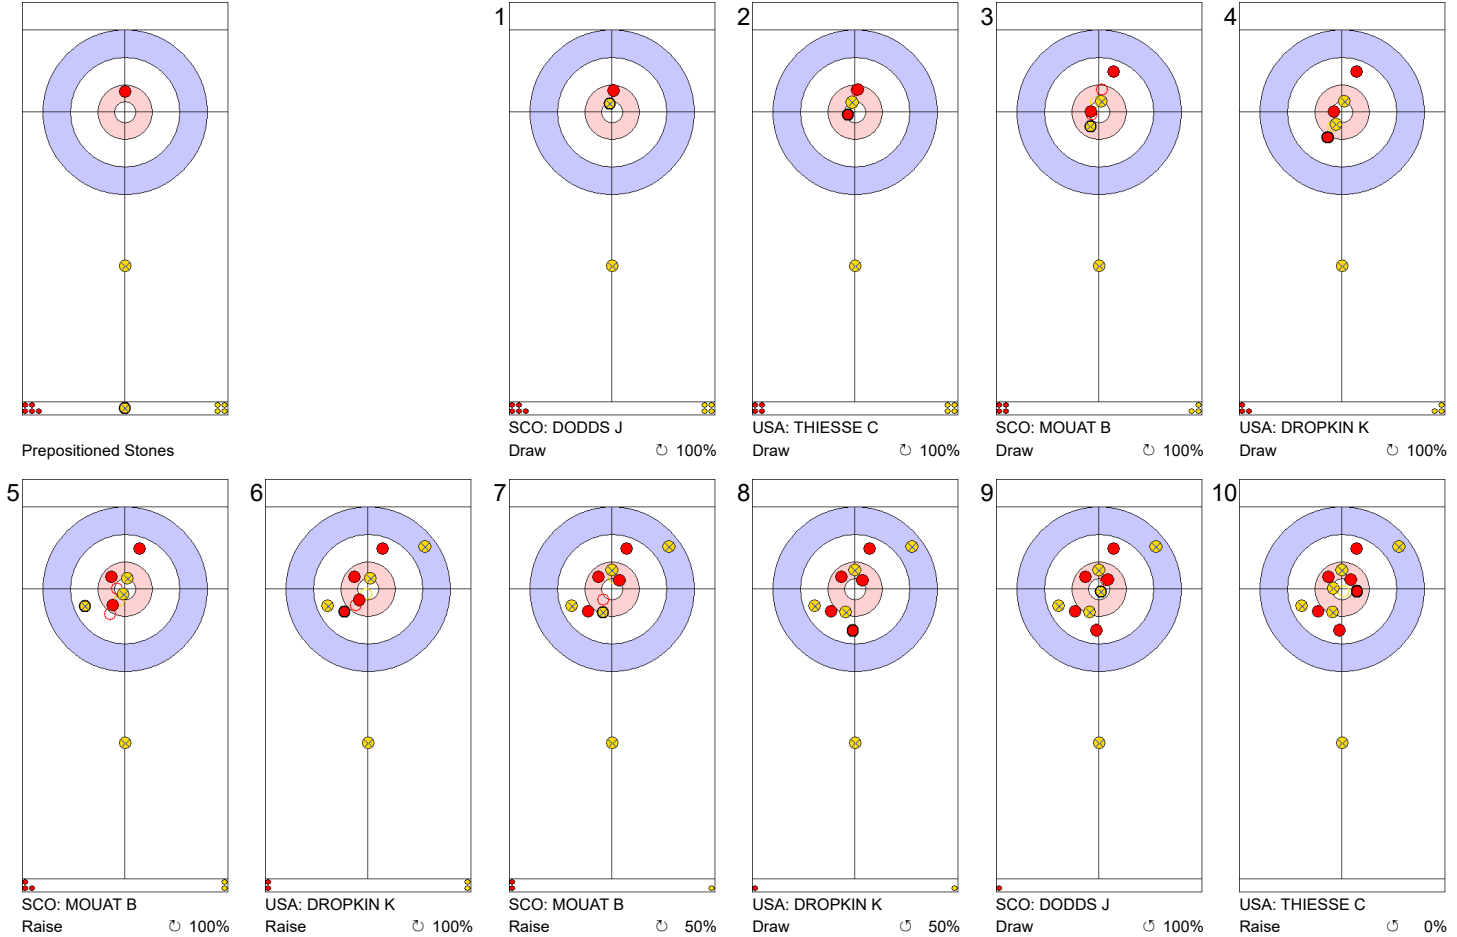 1 2 3 4
SCO: DODDS J USA: THIESSE C SCO: MOUAT B USA: DROPKIN K
Prepositioned Stones Draw ↻ 100% Draw ↻ 100% Draw ↻ 100% Draw ↻ 100%
5 6 7 8 9 10
SCO: MOUAT B USA: DROPKIN K SCO: MOUAT B USA: DROPKIN K SCO: DODDS J USA: THIESSE C
Raise ↻ 100% Raise ↻ 100% Raise ↻ 50% Draw ↺ 50% Draw ↺ 100% Raise ↺ 0%